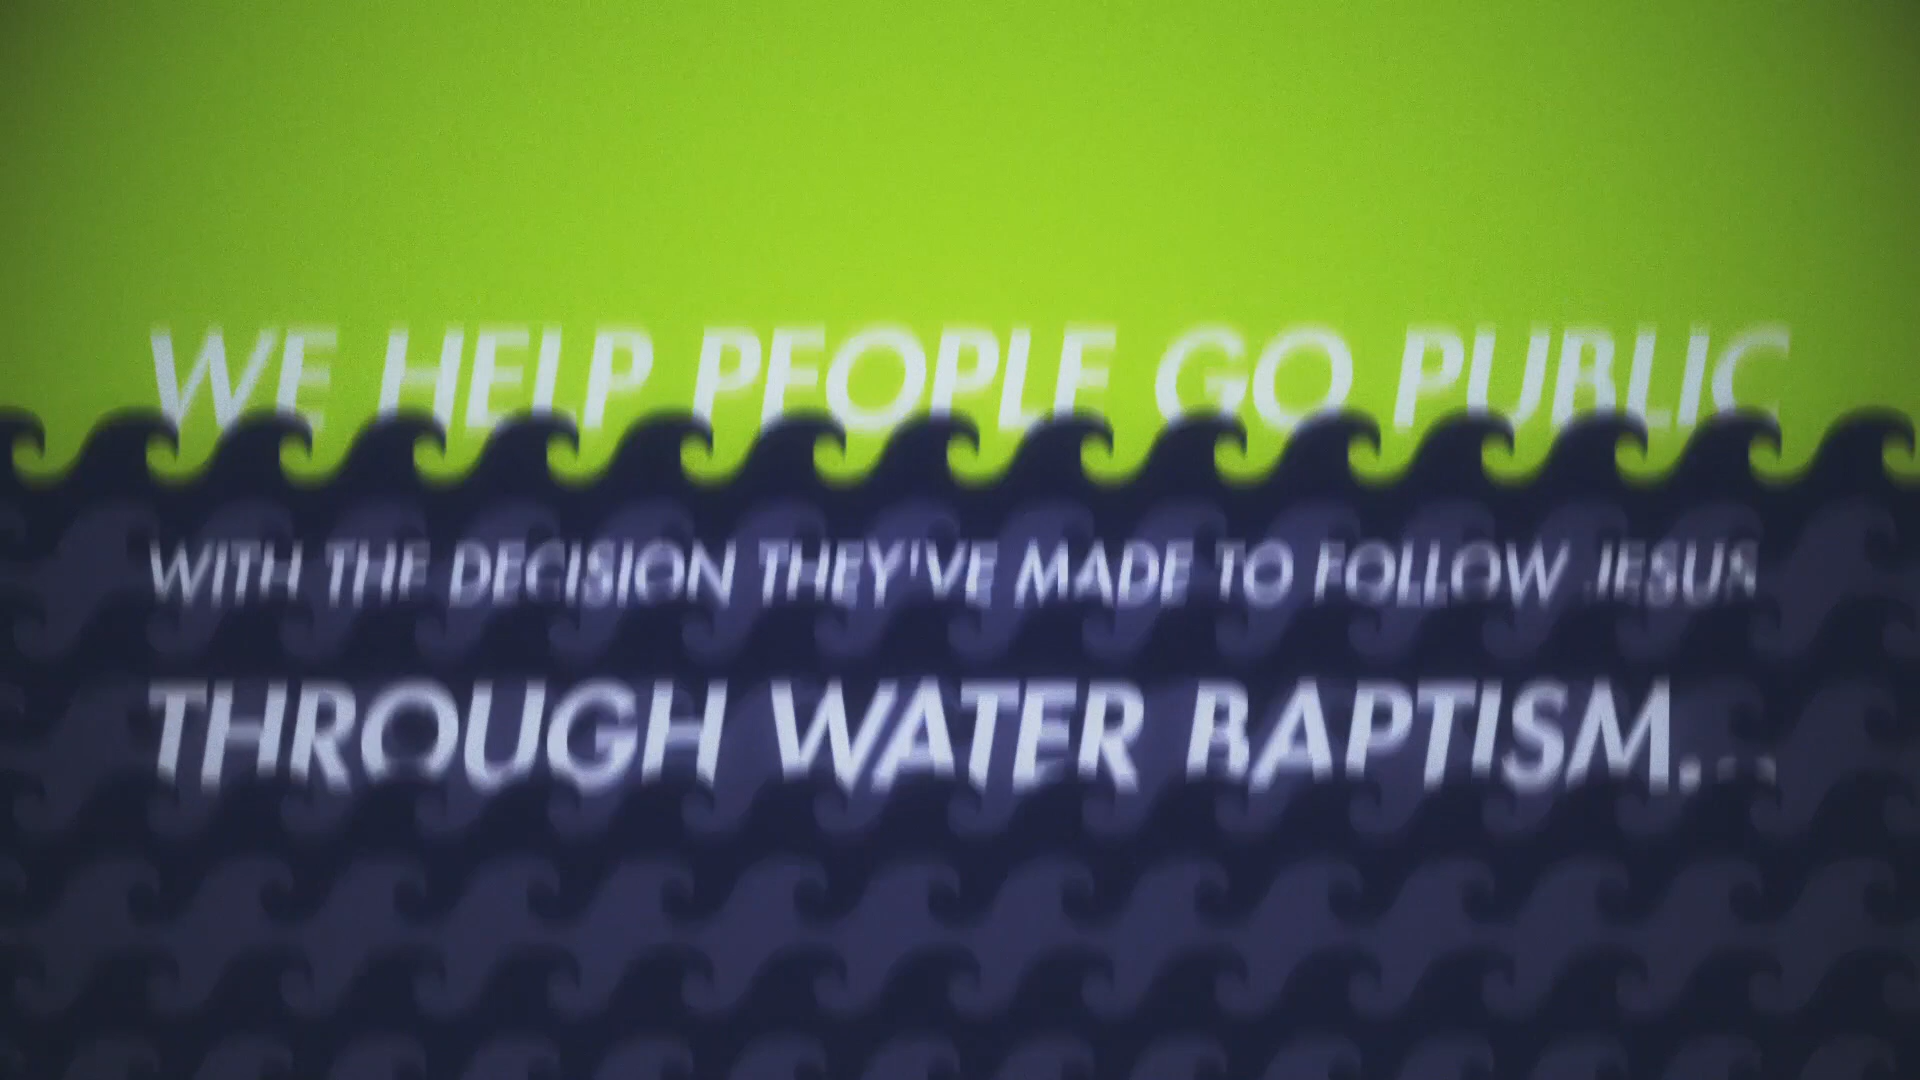 WE HELP PEOPLE GO PUBLIC
WITH THE DECISION THEY'VE MADE TO FOLLOW JESUS
THROUGH WATER BAPTISM...